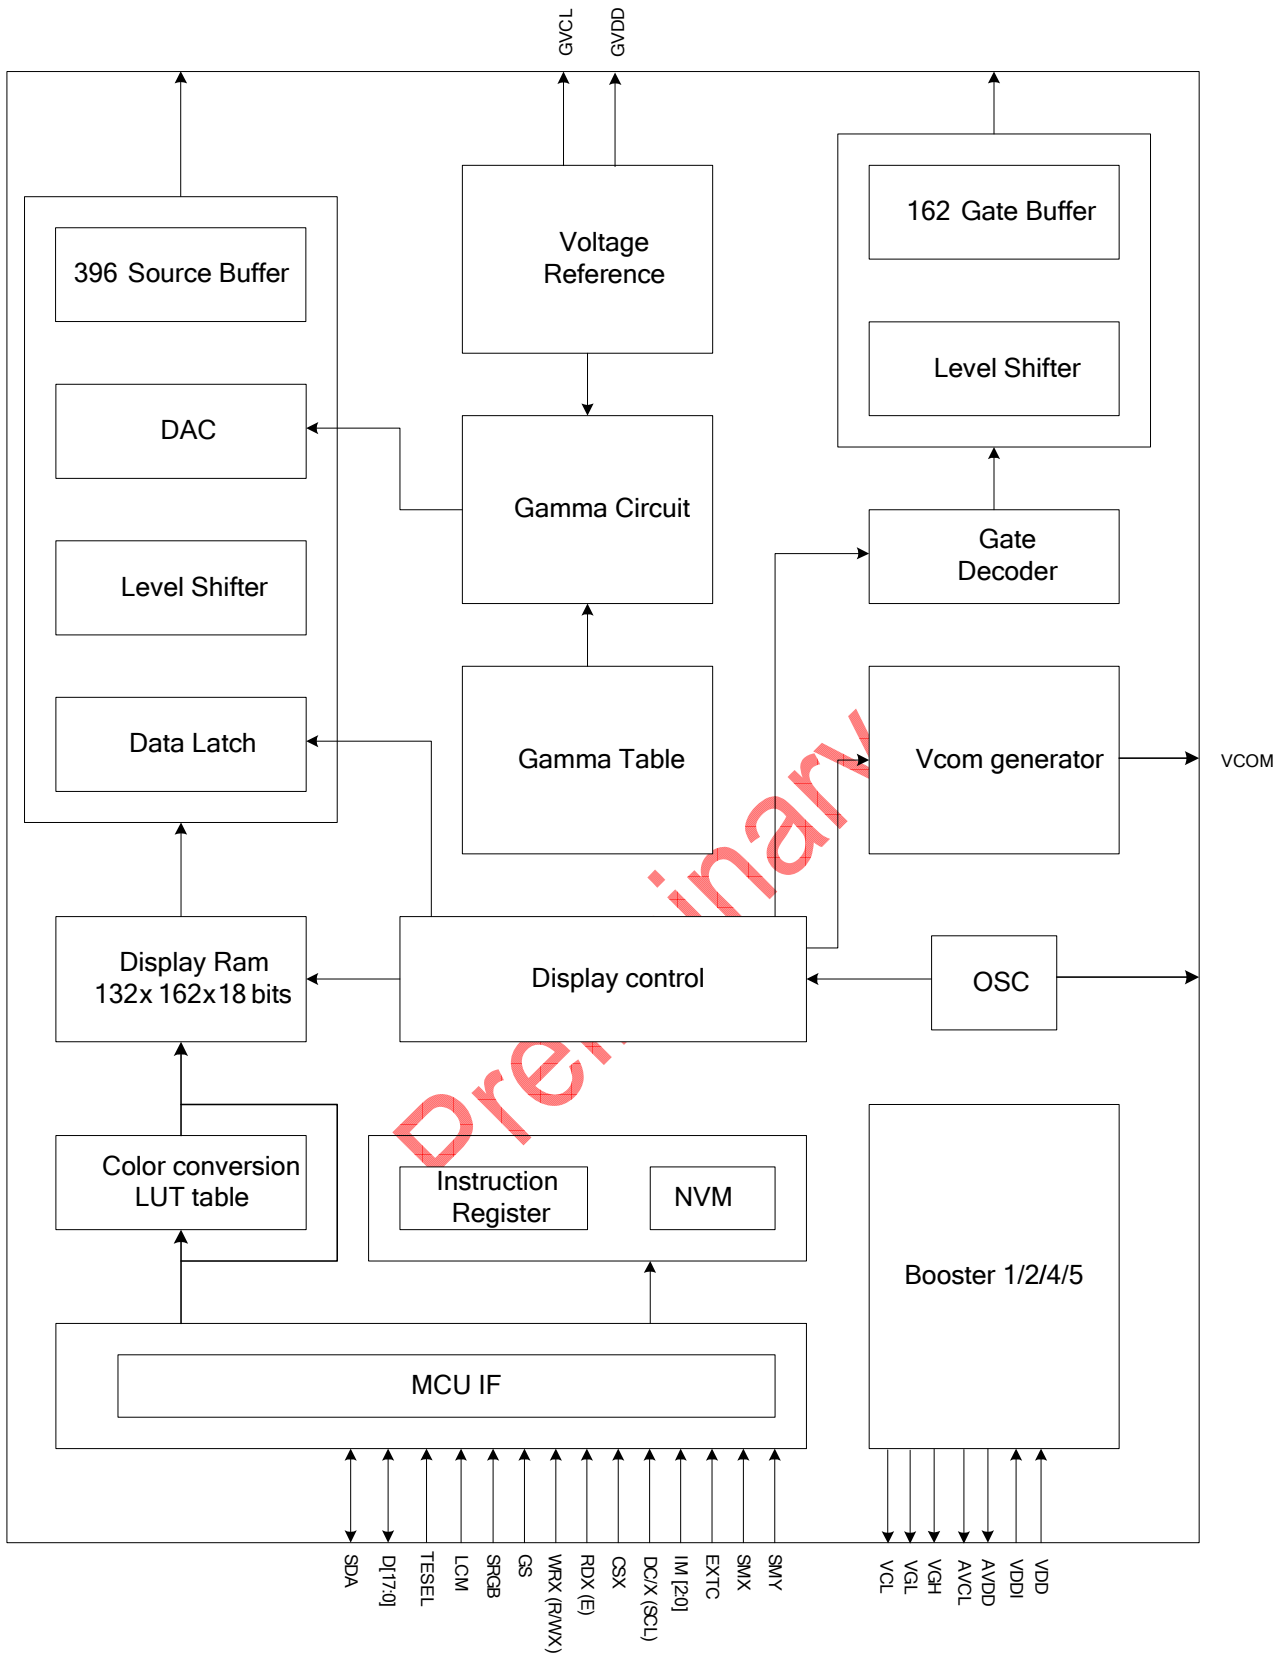 GVCL
GVDD
162 Gate Buffer
Voltage
Reference
396 Source Buffer
Level Shifter
DAC
Gamma Circuit
Gate
Decoder
Level Shifter
Data Latch
Gamma Table
Vcom generator
VCOM
Display Ram
132x 162x18 bits
Display control
OSC
Preliminary
Color conversion
LUT table
Instruction
Register
NVM
Booster 1/2/4/5
MCU IF
SDA
D[17:0]
TESEL
LCM
SRGB
GS
WRX (R/WX)
RDX (E)
CSX
DC/X (SCL)
IM [2:0]
EXTC
SMX
SMY
VCL
VGL
VGH
AVCL
AVDD
VDDI
VDD